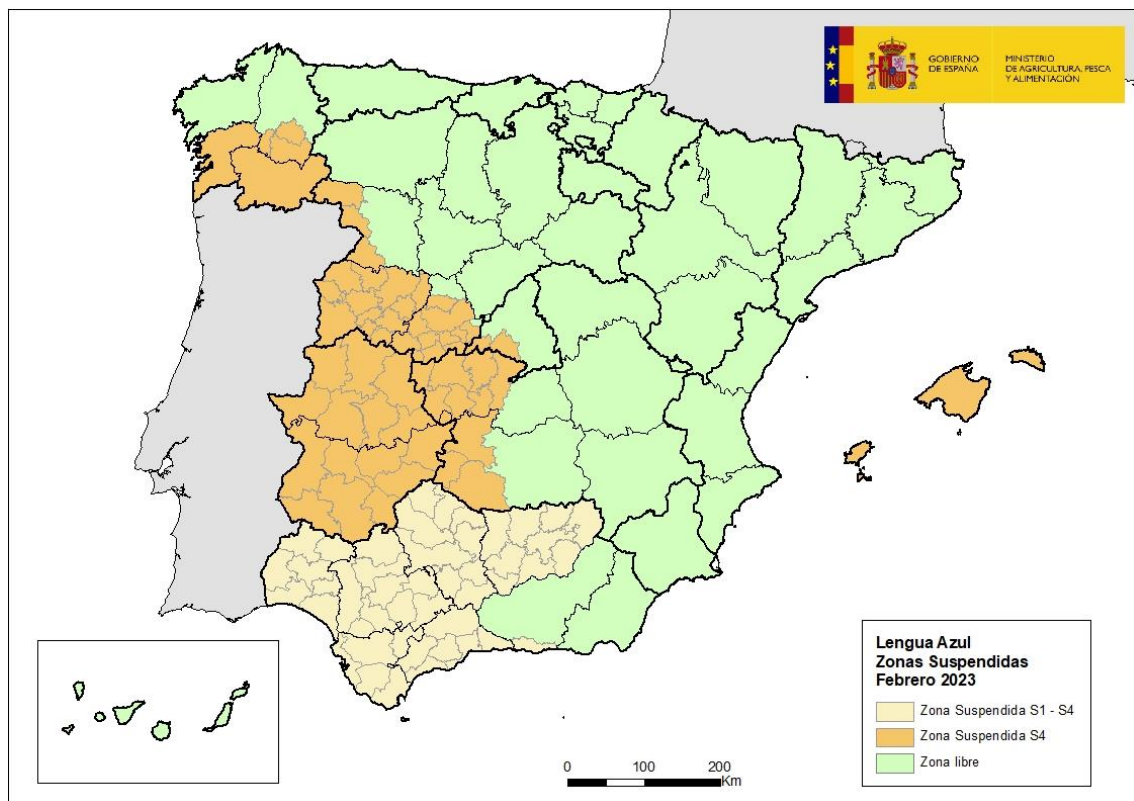 GOBIERNO
DE ESPAÑA
MINISTERIO
DE AGRICULTURA, PESCA
Y ALIMENTACIÓN
Lengua Azul
Zonas Suspendidas
Febrero 2023
Zona Suspendida S1 - S4
Zona Suspendida S4
Zona libre
0 100 200
Km